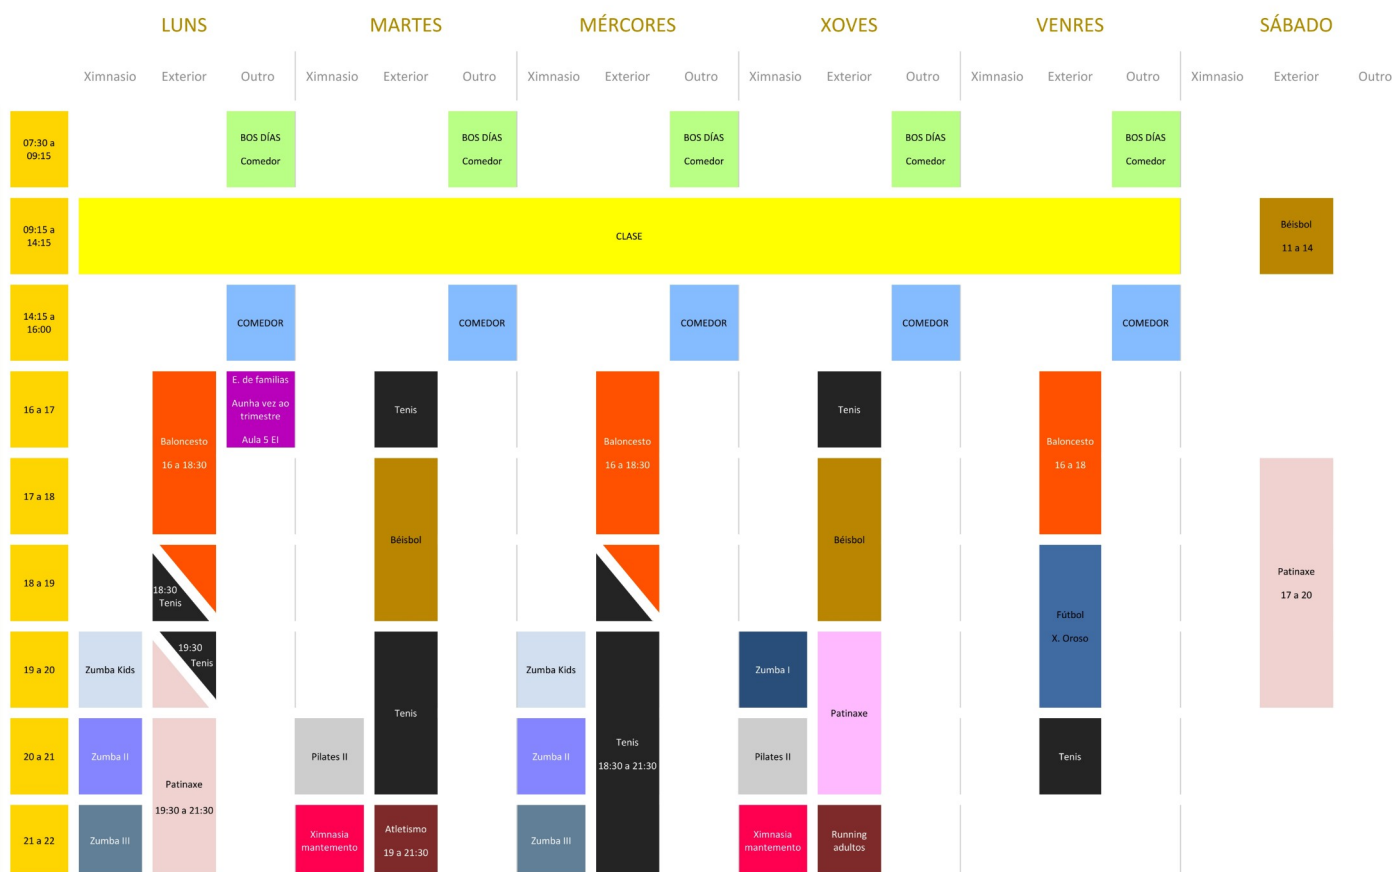 LUNS MARTES MÉRCORES XOVES VENRES SÁBADO
Ximnasio Exterior Outro Ximnasio Exterior Outro Ximnasio Exterior Outro Ximnasio Exterior Outro Ximnasio Exterior Outro Ximnasio Exterior Outro
07:30 a
09:15
BOS DÍAS
Comedor
BOS DÍAS
Comedor
BOS DÍAS
Comedor
BOS DÍAS
Comedor
BOS DÍAS
Comedor
09:15 a
14:15
CLASE
Béisbol
11 a 14
14:15 a
16:00
COMEDOR
COMEDOR
COMEDOR
COMEDOR
COMEDOR
16 a 17
Baloncesto
16 a 18:30
E. de familias
Aunha vez ao
trimestre
Aula 5 EI
Tenis
Baloncesto
16 a 18:30
Tenis
Baloncesto
16 a 18
17 a 18
Béisbol
Béisbol
Patinaxe
17 a 20
18 a 19
18:30
Tenis
Fútbol
X. Oroso
19 a 20
Zumba Kids
19:30
Tenis
Tenis
Zumba Kids
Tenis
18:30 a 21:30
Zumba I
Patinaxe
20 a 21
Zumba II
Patinaxe
19:30 a 21:30
Pilates II
Zumba II
Pilates II
Tenis
21 a 22
Zumba III
Ximnasia
mantemento
Atletismo
19 a 21:30
Zumba III
Ximnasia
mantemento
Running
adultos